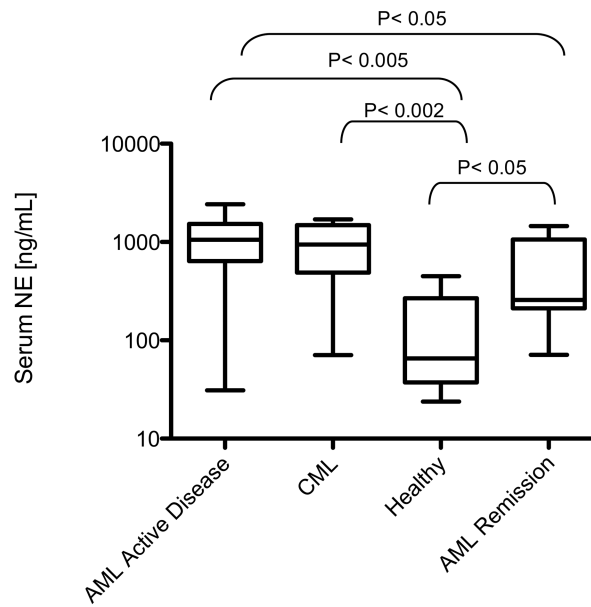 P< 0.05
P< 0.005
P< 0.002
P< 0.05
10000
1000
100
10
Serum NE [ng/mL]
AML Active Disease
CML
Healthy
AML Remission